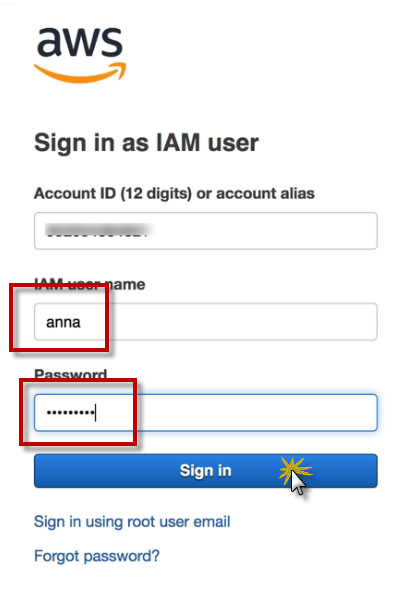 aws
Sign in as IAM user
Account ID (12 digits) or account alias
IAM user name
anna
Password
•••••••••
Sign in
Sign in using root user email
Forgot password?